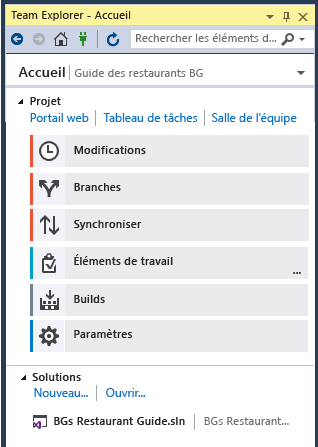 Team Explorer - Accueil
Rechercher les éléments d...
Accueil | Guide des restaurants BG
Projet
Portail web | Tableau de tâches | Salle de l'équipe
Modifications
Branches
Synchroniser
Éléments de travail
...
Builds
Paramètres
Solutions
Nouveau... | Ouvrir...
BGs Restaurant Guide.sln | BGs Restaurant...